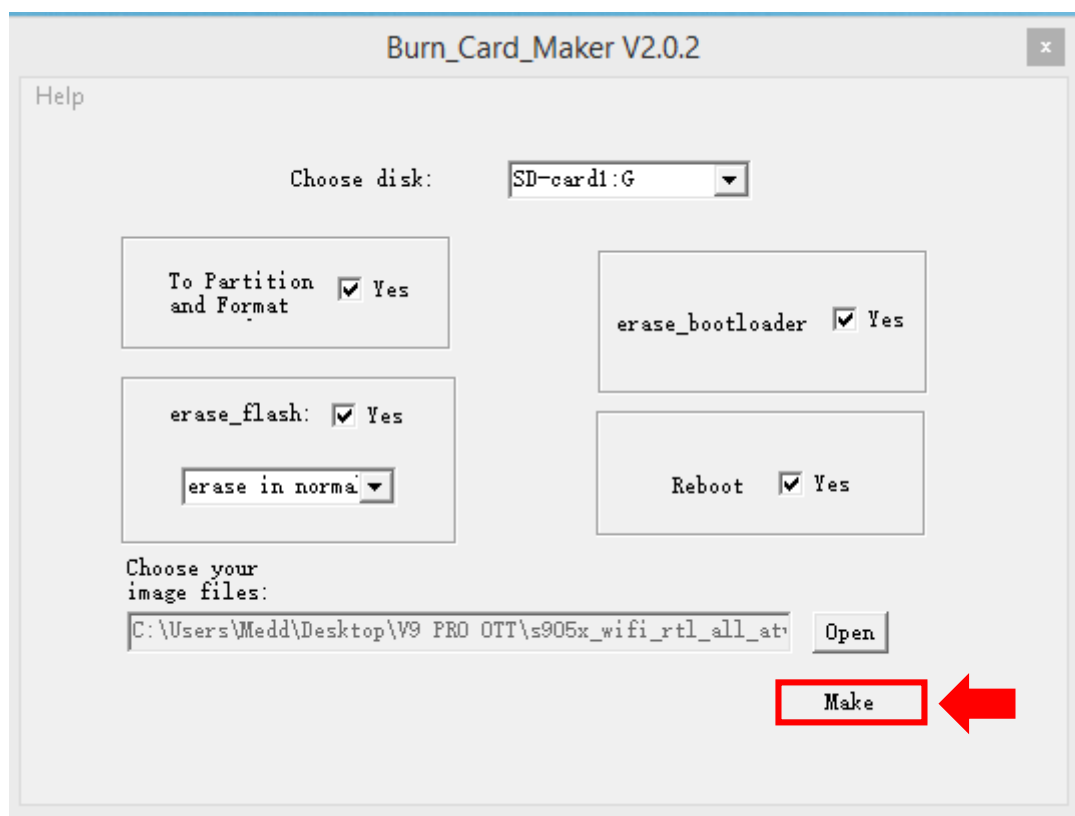 Burn_Card_Maker V2.0.2
x
Help
Choose disk:
SD-card1:G
To Partition
and Format
Yes
erase_bootloader
Yes
erase_flash:
Yes
erase in norma
Reboot
Yes
Choose your
image files:
C:\Users\Medd\Desktop\V9 PRO OTT\s905x_wifi_rtl_all_atv
Open
Make